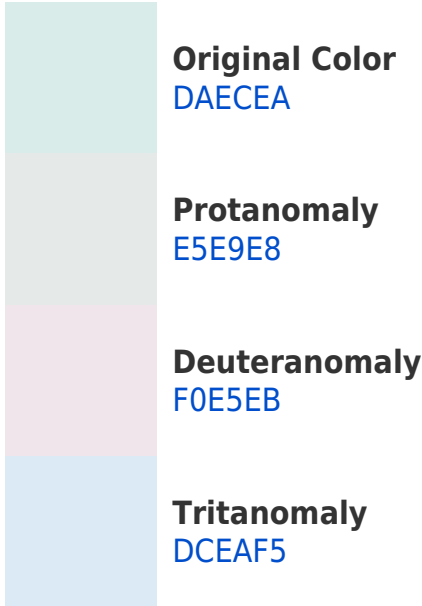 Original Color
DAECEA
Protanomaly
E5E9E8
Deuteranomaly
F0E5EB
Tritanomaly
DCEAF5